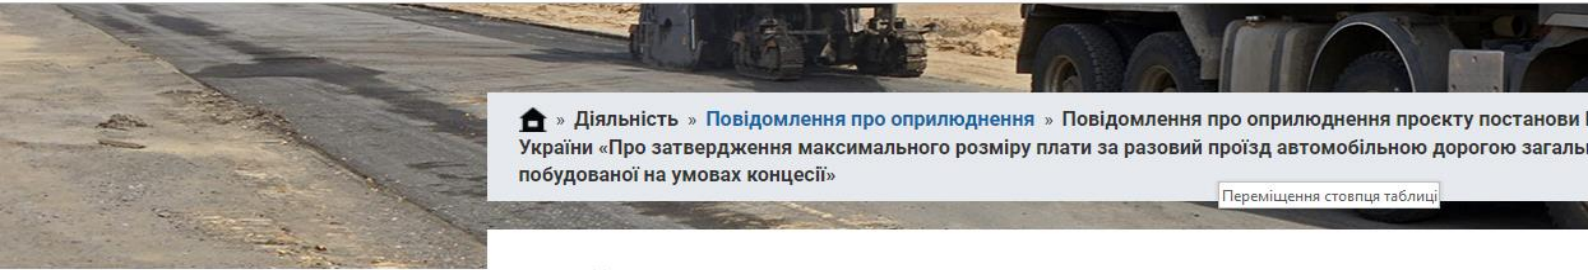 » Діяльність » Повідомлення про оприлюднення » Повідомлення про оприлюднення проєкту постанови
України «Про затвердження максимального розміру плати за разовий проїзд автомобільною дорогою
побудованої на умовах концесії»
Переміщення стовпця таблиці